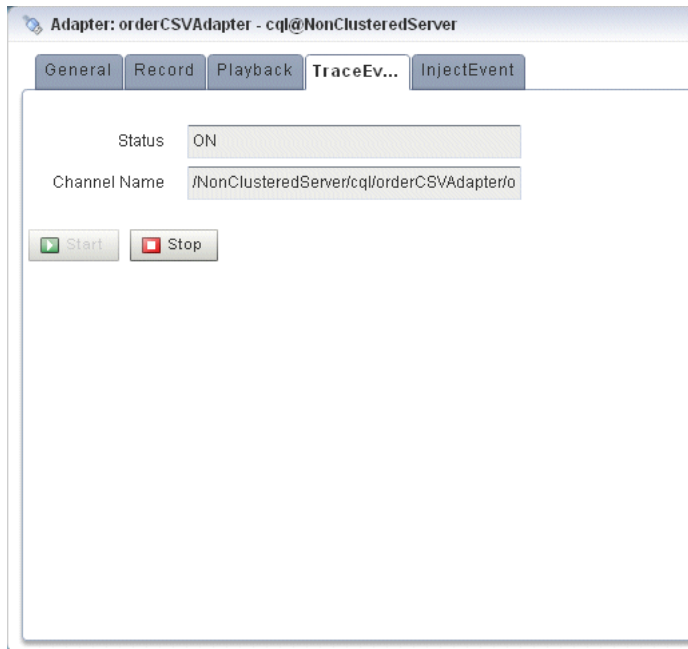 Adapter: orderCSVAdapter - cql@NonClusteredServer
General Record Playback TraceEv... InjectEvent
Status ON
Channel Name /NonClusteredServer/cql/orderCSVAdapter/o
Start Stop